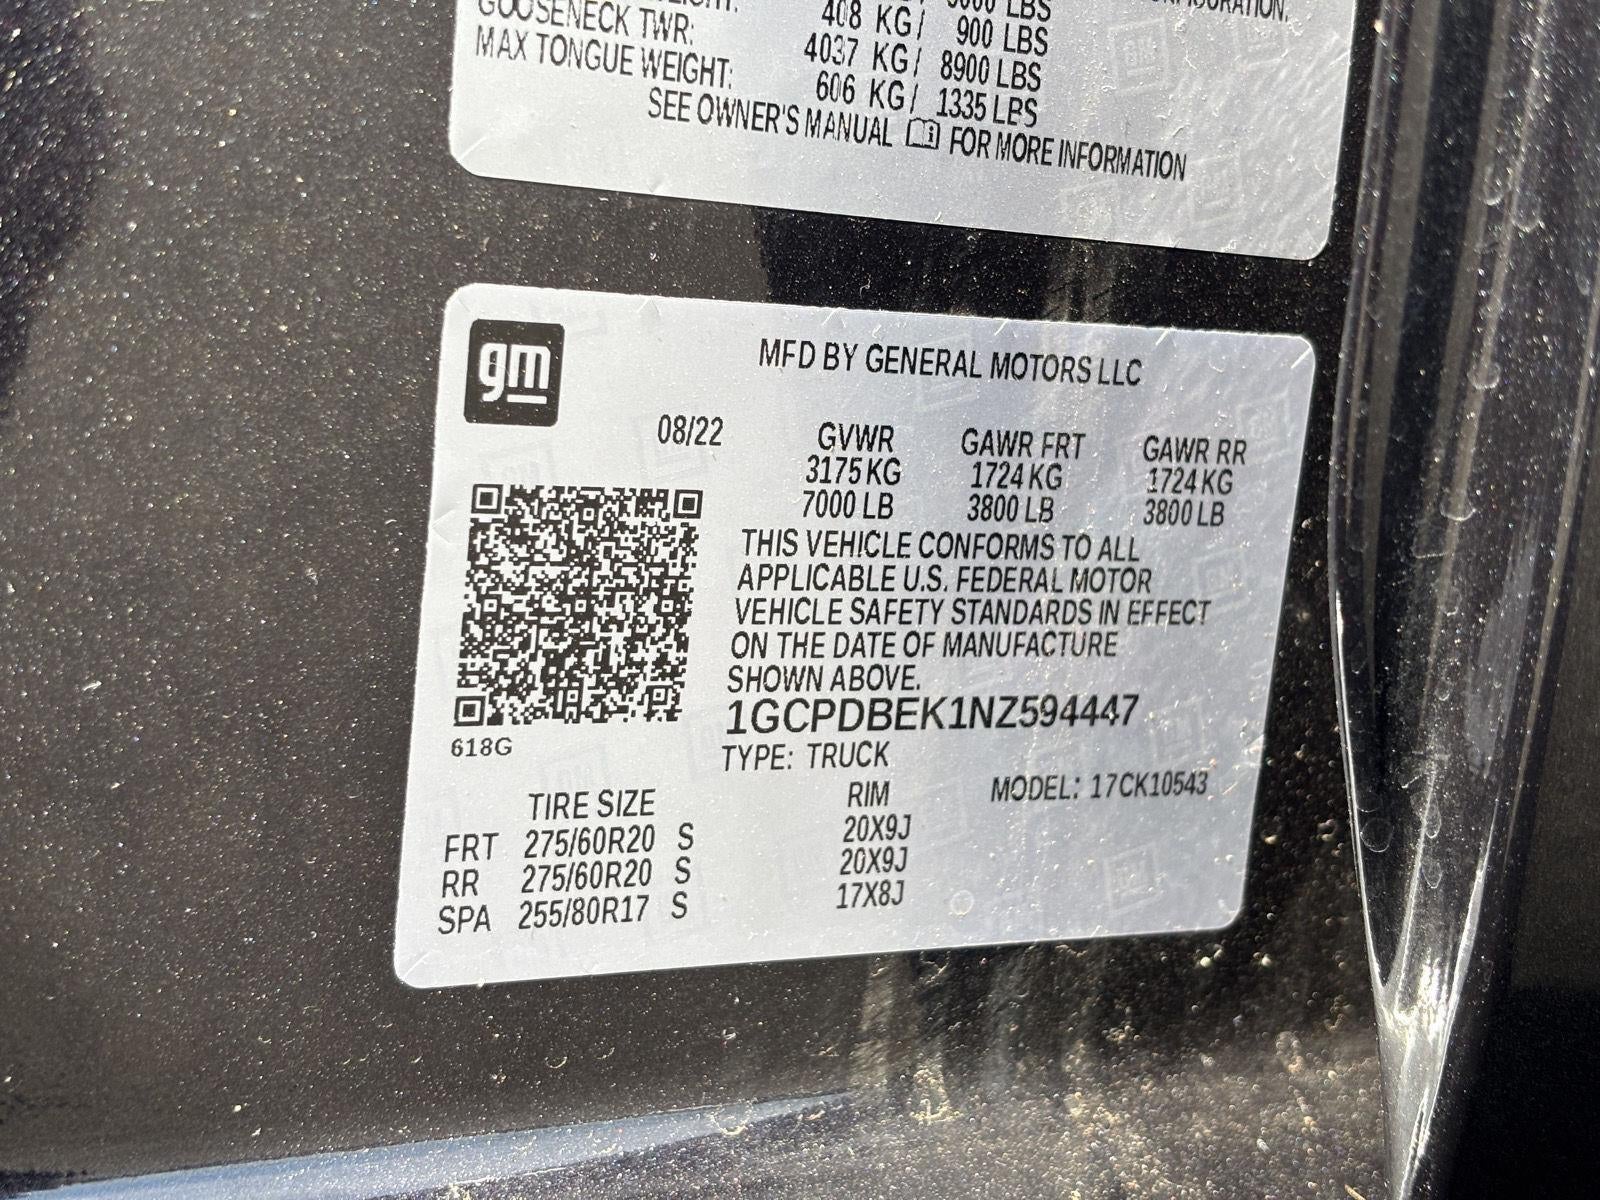 408 KG/ 900 LBS
GOOSENECK TWR: 4037 KG/ 8900 LBS
MAX TONGUE WEIGHT: 606 KG/ 1335 LBS
SEE OWNER'S MANUAL FOR MORE INFORMATION
gm
MFD BY GENERAL MOTORS LLC
08/22 GVWR GAWR FRT GAWR RR
3175 KG 1724 KG 1724 KG
7000 LB 3800 LB 3800 LB
THIS VEHICLE CONFORMS TO ALL
APPLICABLE U.S. FEDERAL MOTOR
VEHICLE SAFETY STANDARDS IN EFFECT
ON THE DATE OF MANUFACTURE
SHOWN ABOVE.
1GCPDBEK1NZ594447
618G
TYPE: TRUCK
MODEL: 17CK10543
TIRE SIZE RIM
FRT 275/60R20 S 20X9J
RR 275/60R20 S 20X9J
SPA 255/80R17 S 17X8J